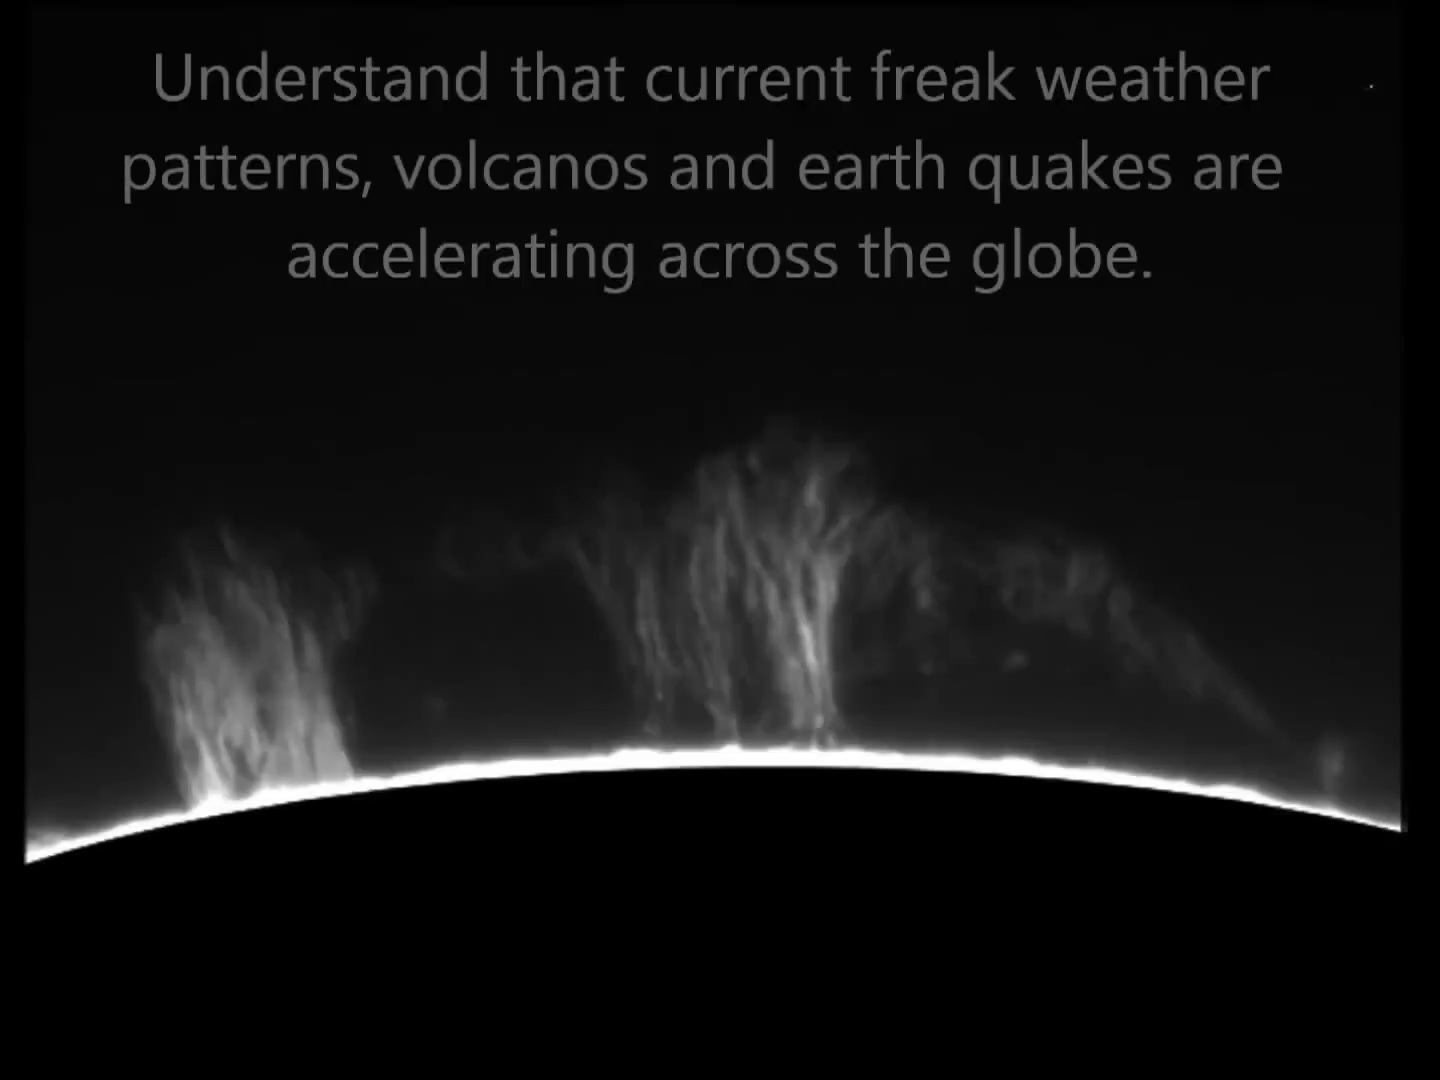 Understand that current freak weather
patterns, volcanos and earth quakes are
accelerating across the globe.